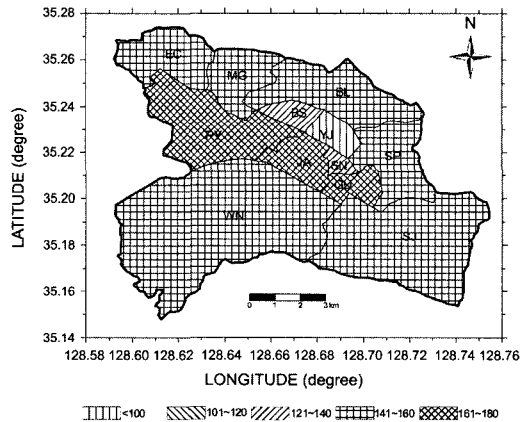 35.28
35.26
35.24
35.22
35.20
35.18
35.16
35.14
LATITUDE (degree)
N
EC
MG
BL
BS
YJ
SP
PY
JA
WN
SJ
0 1 2 3 km
128.58 128.60 128.62 128.64 128.66 128.68 128.70 128.72 128.74 128.76
LONGITUDE (degree)
<100 101~120 121~140 141~160 161~180